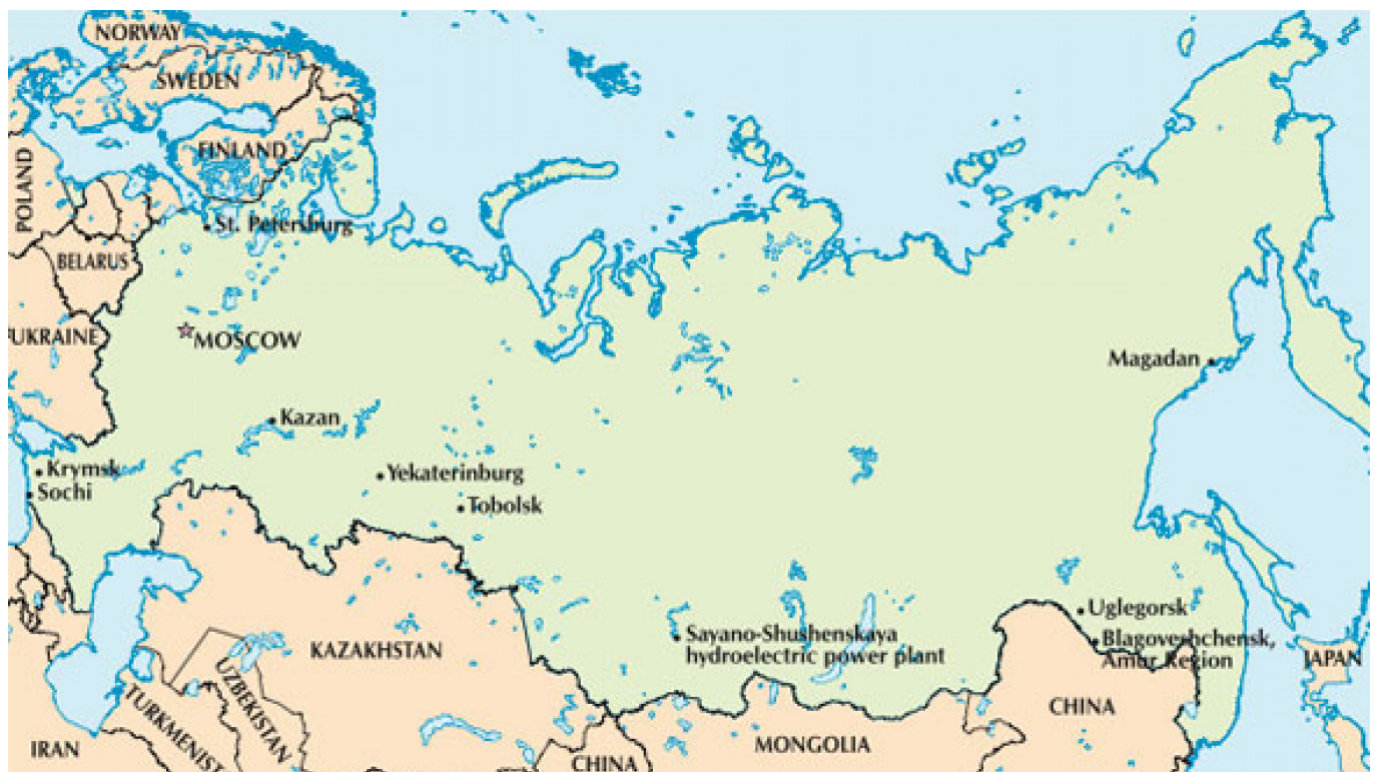 NORWAY
SWEDEN
FINLAND
POLAND
St. Petersburg
BELARUS
UKRAINE
MOSCOW
Magadan
Kazan
Krymsk
Yekaterinburg
Sochi
Tobolsk
Uglegorsk
Sayano-Shushenskaya
hydroelectric power plant
Blagoveshchensk,
Amur Region
KAZAKHSTAN
UZBEKISTAN
JAPAN
TURKMENIST
CHINA
IRAN
MONGOLIA
CHINA